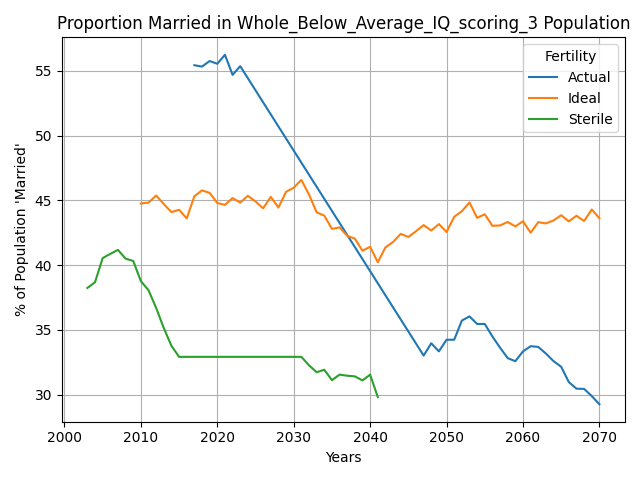 Proportion Married in Whole_Below_Average_IQ_scoring_3 Population
% of Population 'Married'
55
50
45
40
35
30
Fertility
Actual
Ideal
Sterile
2000 2010 2020 2030 2040 2050 2060 2070
Years